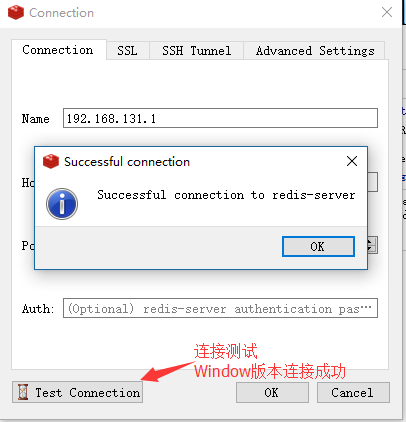 Connection
Connection
SSL
SSH Tunnel
Advanced Settings
Name
192.168.131.1
Successful connection
Successful connection to redis-server
OK
Ho
Po
Auth:
(Optional) redis-server authentication pas…
连接测试
Window版本连接成功
Test Connection
OK
Cancel